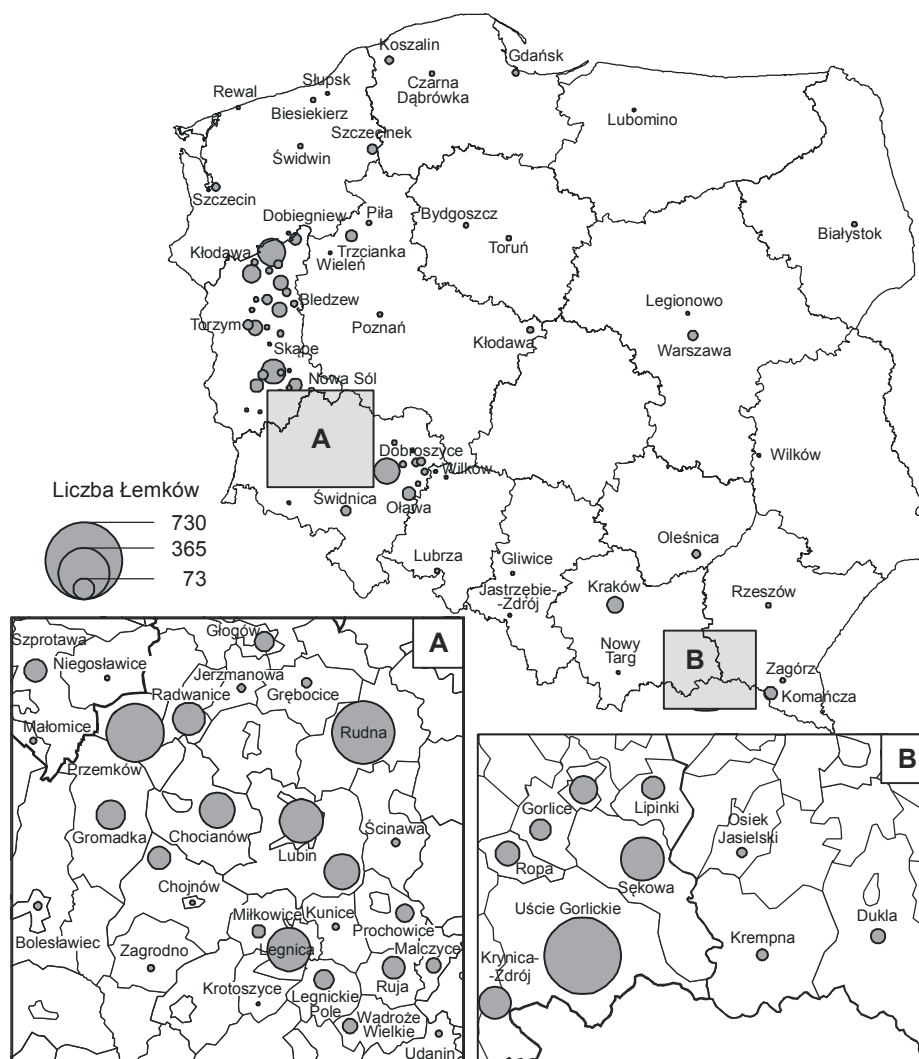 Koszalin
Gdańsk
Słupsk
Czarna
Dąbrówka
Rewal
Biesiekierz
Lubomino
Szczecinek
Świdwin
Szczecin
Dobiegniew
Piła
Bydgoszcz
Białystok
Kłodawa
Trzcianka
Toruń
Wieleń
Bledzew
Legionowo
Torzym
Poznań
Kłodawa
Warszawa
Skąpe
Nowa Sól
A
Dobroszyce
Wilków
Wilków
Liczba Łemków
Świdnica
Oława
730
365
73
Oleśnica
Lubrza
Gliwice
Jastrzębie-
-Zdrój
Kraków
Rzeszów
Nowy
Targ
B
Zagórz
Komańcza
A
Szprotawa
Głogów
Niegosławice
Jerzmanowa
Radwanice
Grębocice
Małomice
Rudna
Przemków
Gromadka
Chocianów
Lubin
Ścinawa
Chojnów
Miłkowice
Kunice
Prochowice
Bolesławiec
Zagrodno
Legnica
Malczyce
Krotoszyce
Legnickie
Pole
Ruja
Wądroże
Wielkie
Udanin
B
Gorlice
Lipinki
Osiek
Jasielski
Ropa
Sękowa
Uście Gorlickie
Dukla
Krempna
Krynica-
-Zdrój